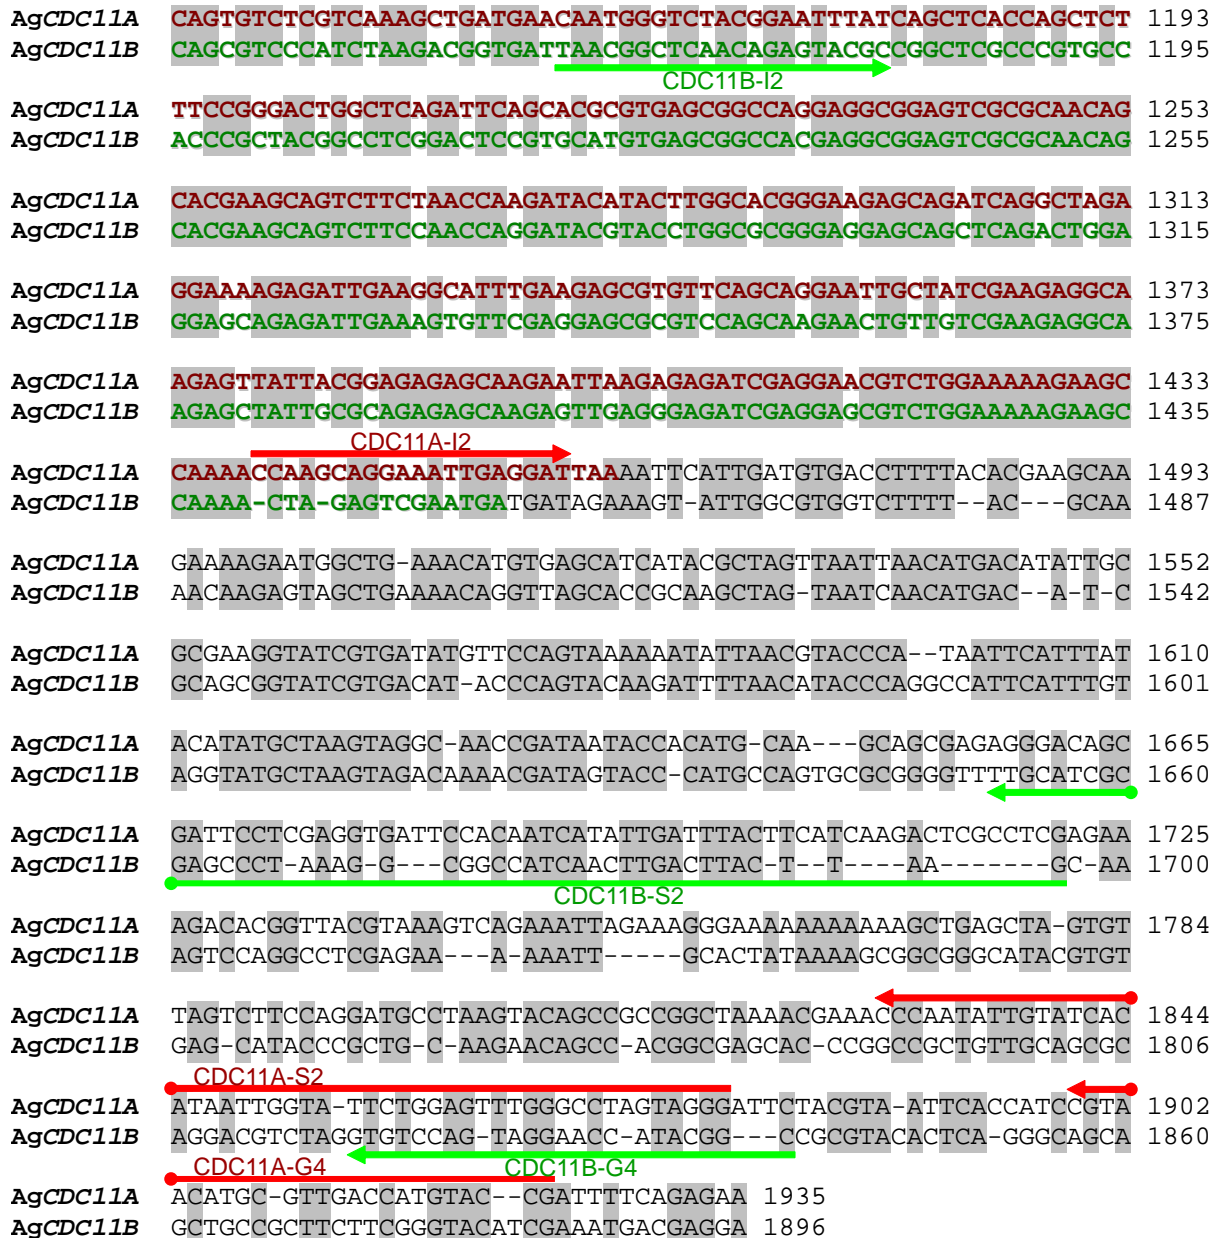 AgCDC11A CAGTGTCTCGTCAAAGCTGATGAACAATGGGTCTACGGAATTTATCAGCTCACCAGCTCT 1193
AgCDC11B CAGCGTCCCATCTAAGACGGTGATTAACGGCTCAACAGAGTACGCCGGCTCGCCCGTGCC 1195
CDC11B-I2
AgCDC11A TTCCGGGACTGGCTCAGATTCAGCACGCGTGAGCGGCCAGGAGGCGGAGTCGCGCAACAG 1253
AgCDC11B ACCCGCTACGGCCTCGGACTCCGTGCATGTGAGCGGCCACGAGGCGGAGTCGCGCAACAG 1255
AgCDC11A CACGAAGCAGTCTTCTAACCAAGATACATACTTGGCACGGGAAGAGCAGATCAGGCTAGA 1313
AgCDC11B CACGAAGCAGTCTTCCAACCAGGATACGTACCTGGCGCGGGAGGAGCAGCTCAGACTGGA 1315
AgCDC11A GGAAAAGAGATTGAAGGCATTTGAAGAGCGTGTTCAGCAGGAATTGCTATCGAAGAGGCA 1373
AgCDC11B GGAGCAGAGATTGAAAGTGTTCGAGGAGCGCGTCCAGCAAGAACTGTTGTCGAAGAGGCA 1375
AgCDC11A AGAGTTATTACGGAGAGAGCAAGAATTAAGAGAGATCGAGGAACGTCTGGAAAAAGAAGC 1433
AgCDC11B AGAGCTATTGCGCAGAGAGCAAGAGTTGAGGGAGATCGAGGAGCGTCTGGAAAAAGAAGC 1435
CDC11A-I2
AgCDC11A CAAAACCAAGCAGGAAATTGAGGATTAAAATTCATTGATGTGACCTTTTACACGAAGCAA 1493
AgCDC11B CAAAA-CTA-GAGTCGAATGATGATAGAAAGT-ATTGGCGTGGTCTTTT--AC---GCAA 1487
AgCDC11A GAAAAGAATGGCTG-AAACATGTGAGCATCATACGCTAGTTAATTAACATGACATATTGC 1552
AgCDC11B AACAAGAGTAGCTGAAAACAGGTTAGCACCGCAAGCTAG-TAATCAACATGAC--A-T-C 1542
AgCDC11A GCGAAGGTATCGTGATATGTTCCAGTAAAAAATATTAACGTACCCA--TAATTCATTTAT 1610
AgCDC11B GCAGCGGTATCGTGACAT-ACCCAGTACAAGATTTTAACATACCCAGGCCATTCATTTGT 1601
AgCDC11A ACATATGCTAAGTAGGC-AACCGATAATACCACATG-CAA---GCAGCGAGAGGGACAGC 1665
AgCDC11B AGGTATGCTAAGTAGACAAAACGATAGTACC-CATGCCAGTGCGCGGGGTTTTGCATCGC 1660
AgCDC11A GATTCCTCGAGGTGATTCCACAATCATATTGATTTACTTCATCAAGACTCGCCTCGAGAA 1725
AgCDC11B GAGCCCT-AAAG-G---CGGCCATCAACTTGACTTAC-T--T-----AA-------GC-AA 1700
CDC11B-S2
AgCDC11A AGACACGGTTACGTAAAGTCAGAAATTAGAAAGGGAAAAAAAAAAAAGCTGAGCTA-GTGT 1784
AgCDC11B AGTCCAGGCCTCGAGAA---A-AAATT-----GCACTATAAAAGCGGCGGGCATACGTGT
AgCDC11A TAGTCTTCCAGGATGCCTAAGTACAGCCGCCGGCTAAAACGAAACCCAATATTGTATCAC 1844
AgCDC11B GAG-CATACCCGCTG-C-AAGAACAGCC-ACGGCGAGCAC-CCGGCCGCTGTTGCAGCGC 1806
CDC11A-S2
AgCDC11A ATAATTGGTA-TTCTGGAGTTTGGGCCTAGTAGGGATTCTACGTA-ATTCACCATCCGTA 1902
AgCDC11B AGGACGTCTAGGTGTCCAG-TAGGAACC-ATACGG---CCGCGTACACTCA-GGGCAGCA 1860
CDC11A-G4 CDC11B-G4
AgCDC11A ACATGC-GTTGACCATGTAC--CGATTTTCAGAGAA 1935
AgCDC11B GCTGCCGCTTCTTCGGGTACATCGAAATGACGAGGA 1896